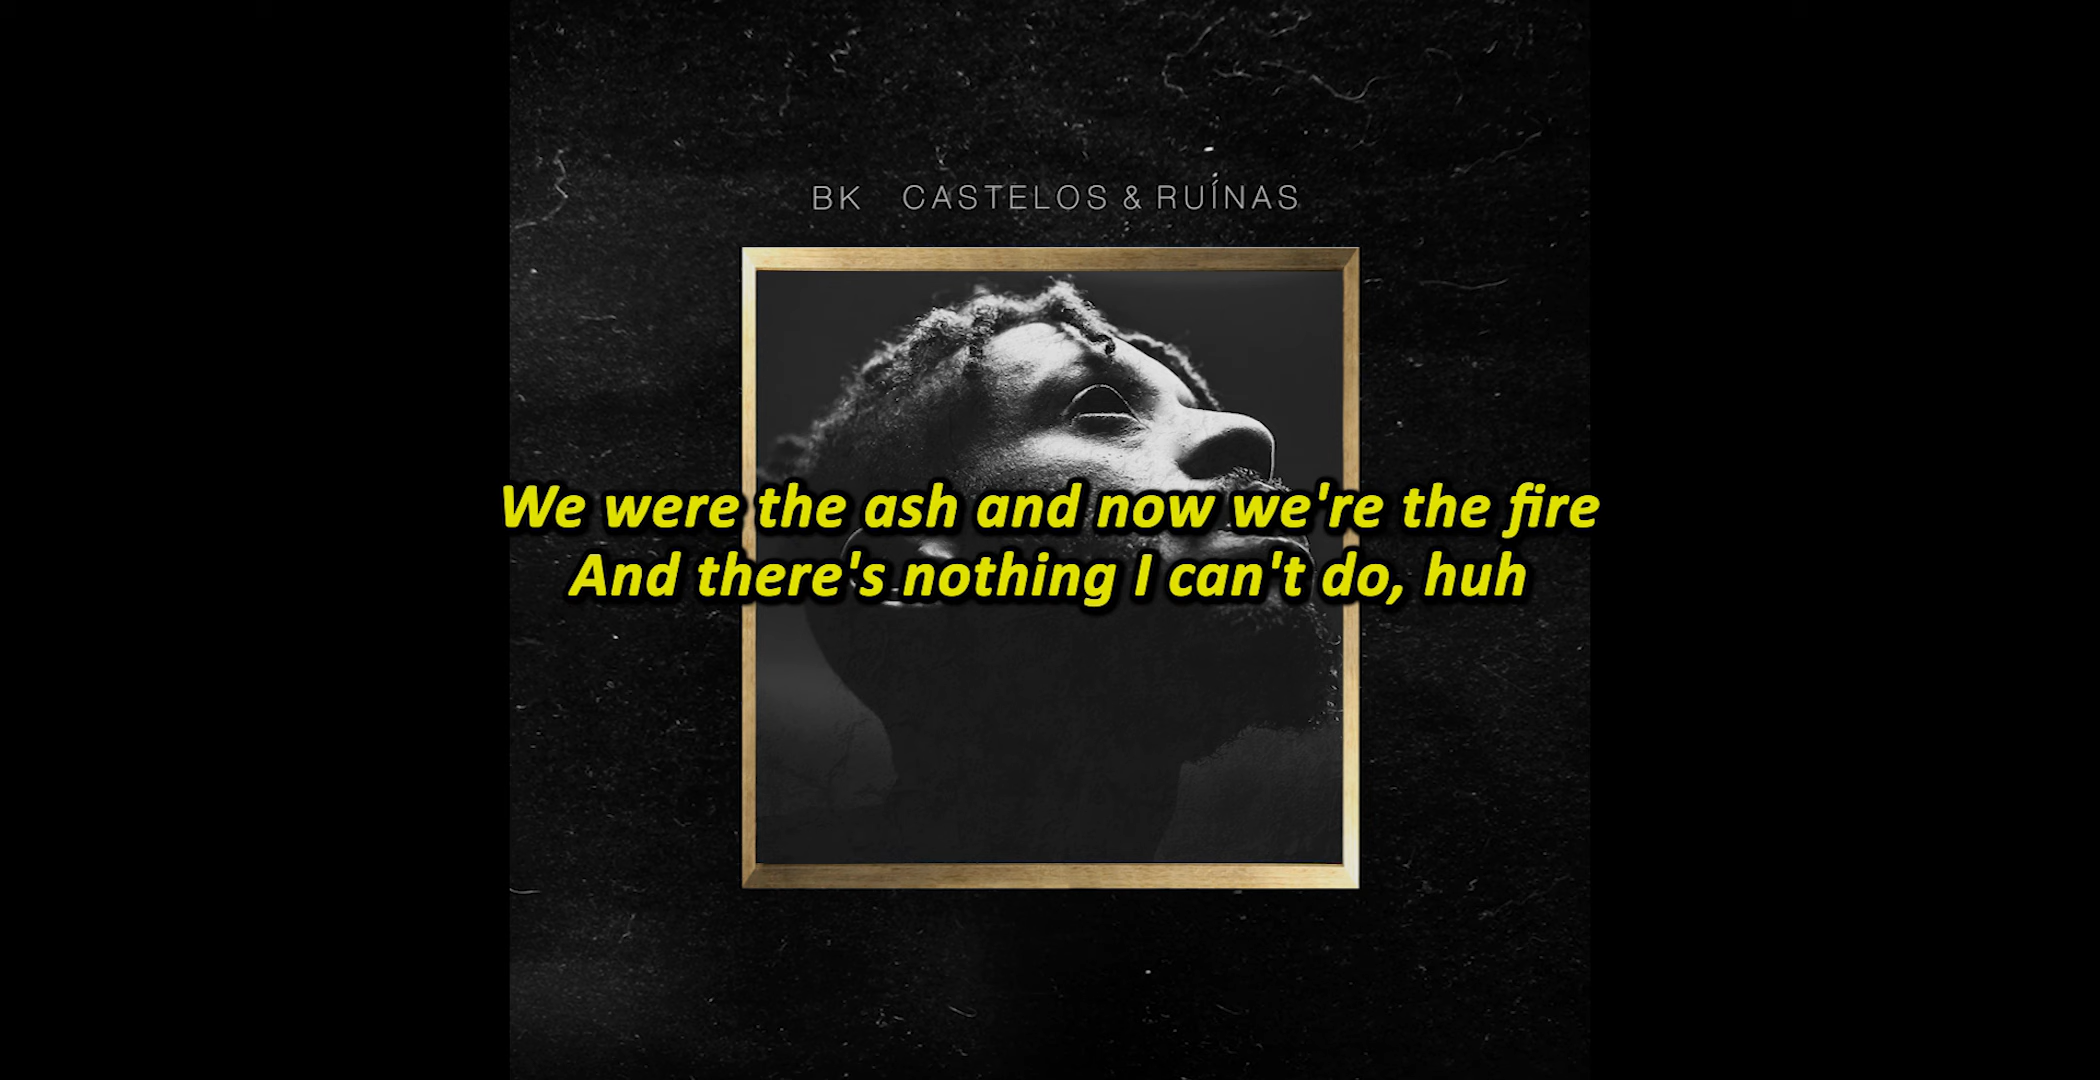 BK CASTELOS & RUÍNAS
We were the ash and now we're the fire
And there's nothing I can't do, huh